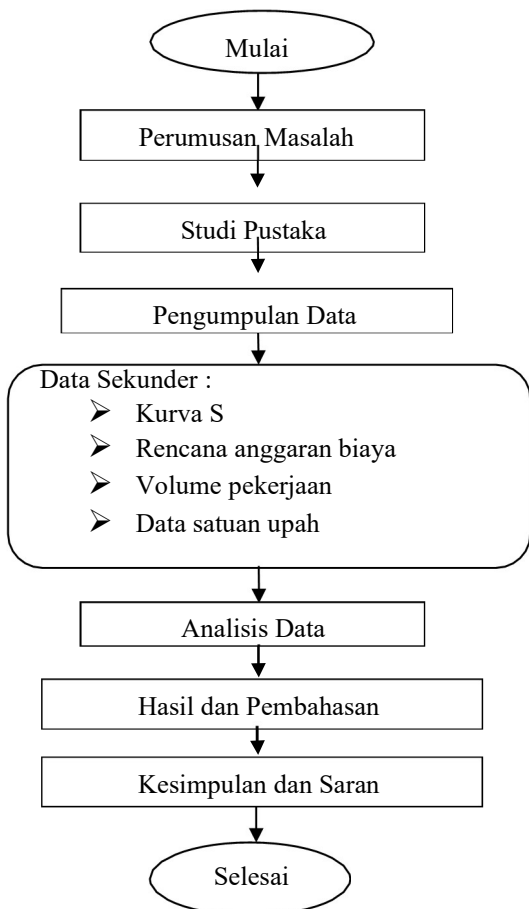 Mulai
Perumusan Masalah
Studi Pustaka
Pengumpulan Data
Data Sekunder :
➢ Kurva S
➢ Rencana anggaran biaya
➢ Volume pekerjaan
➢ Data satuan upah
Analisis Data
Hasil dan Pembahasan
Kesimpulan dan Saran
Selesai